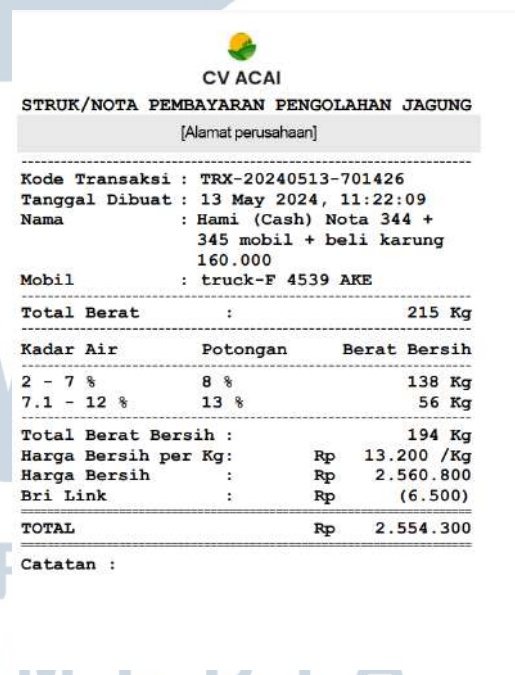 CV ACAI
STRUK/NOTA PEMBAYARAN PENGOLAHAN JAGUNG
[Alamat perusahaan]
Kode Transaksi : TRX-20240513-701426
Tanggal Dibuat : 13 May 2024, 11:22:09
Nama : Hami (Cash) Nota 344 +
345 mobil + beli karung
160.000
Mobil : truck-F 4539 AKE
Total Berat : 215 Kg
Kadar Air Potongan Berat Bersih
2 - 7 % 8 % 138 Kg
7.1 - 12 % 13 % 56 Kg
Total Berat Bersih : 194 Kg
Harga Bersih per Kg: Rp 13.200 /Kg
Harga Bersih : Rp 2.560.800
Bri Link : Rp (6.500)
TOTAL Rp 2.554.300
Catatan :